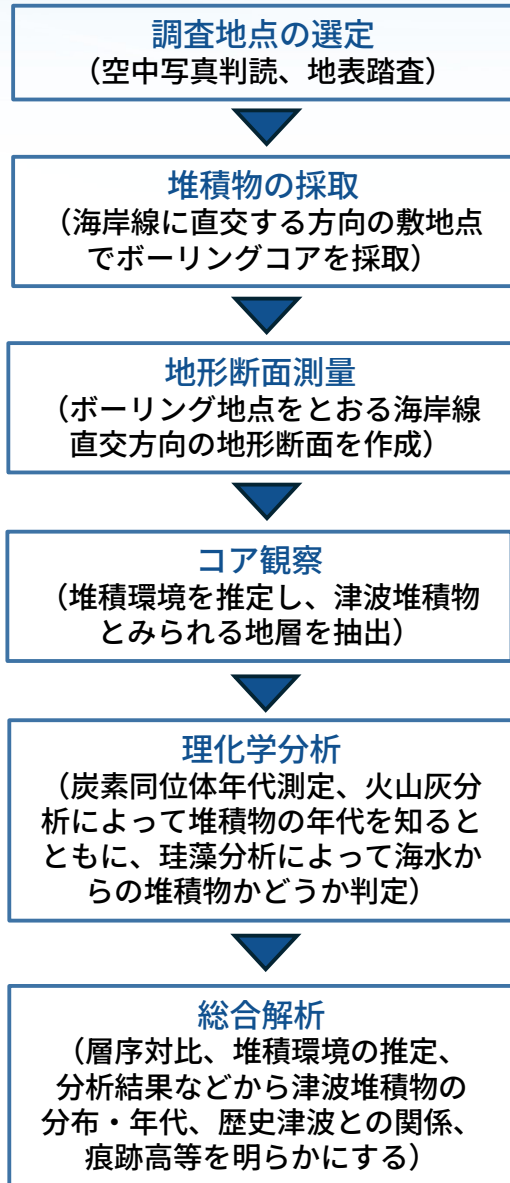 調査地点の選定
（空中写真判読、地表踏査）
堆積物の採取
（海岸線に直交する方向の敷地点
でボーリングコアを採取）
地形断面測量
（ボーリング地点をとおる海岸線
直交方向の地形断面を作成）
コア観察
（堆積環境を推定し、津波堆積物
とみられる地層を抽出）
理化学分析
（炭素同位体年代測定、火山灰分
析によって堆積物の年代を知ると
ともに、珪藻分析によって海水か
らの堆積物かどうか判定）
総合解析
（層序対比、堆積環境の推定、
分析結果などから津波堆積物の
分布・年代、歴史津波との関係、
痕跡高等を明らかにする）